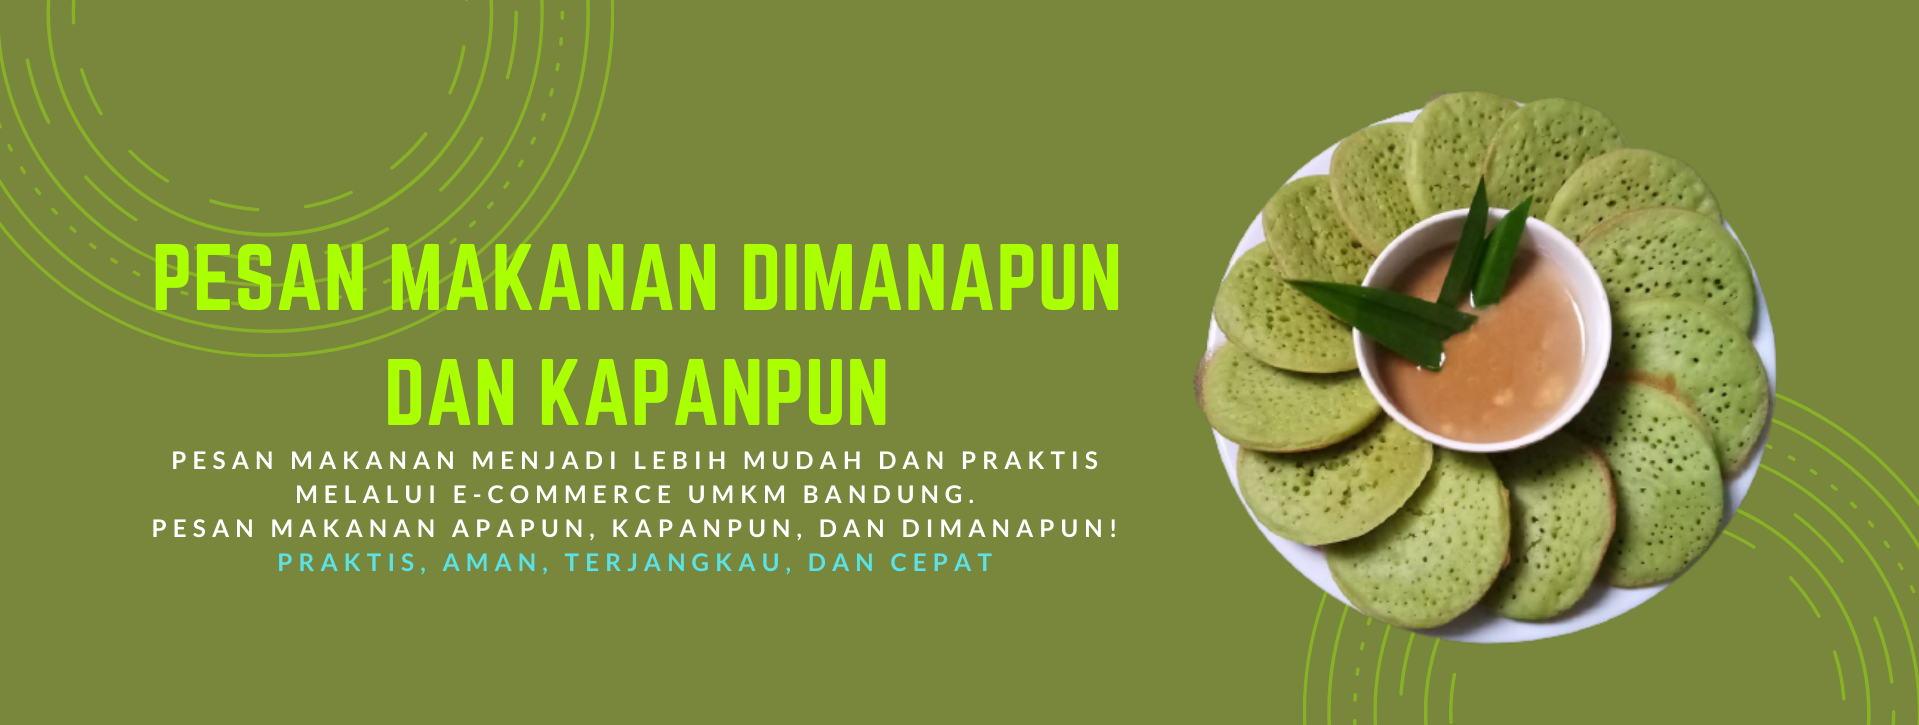 PESAN MAKANAN DIMANAPUN
DAN KAPANPUN
PESAN MAKANAN MENJADI LEBIH MUDAH DAN PRAKTIS
MELALUI E-COMMERCE UMKM BANDUNG.
PESAN MAKANAN APAPUN, KAPANPUN, DAN DIMANAPUN!
PRAKTIS, AMAN, TERJANGKAU, DAN CEPAT